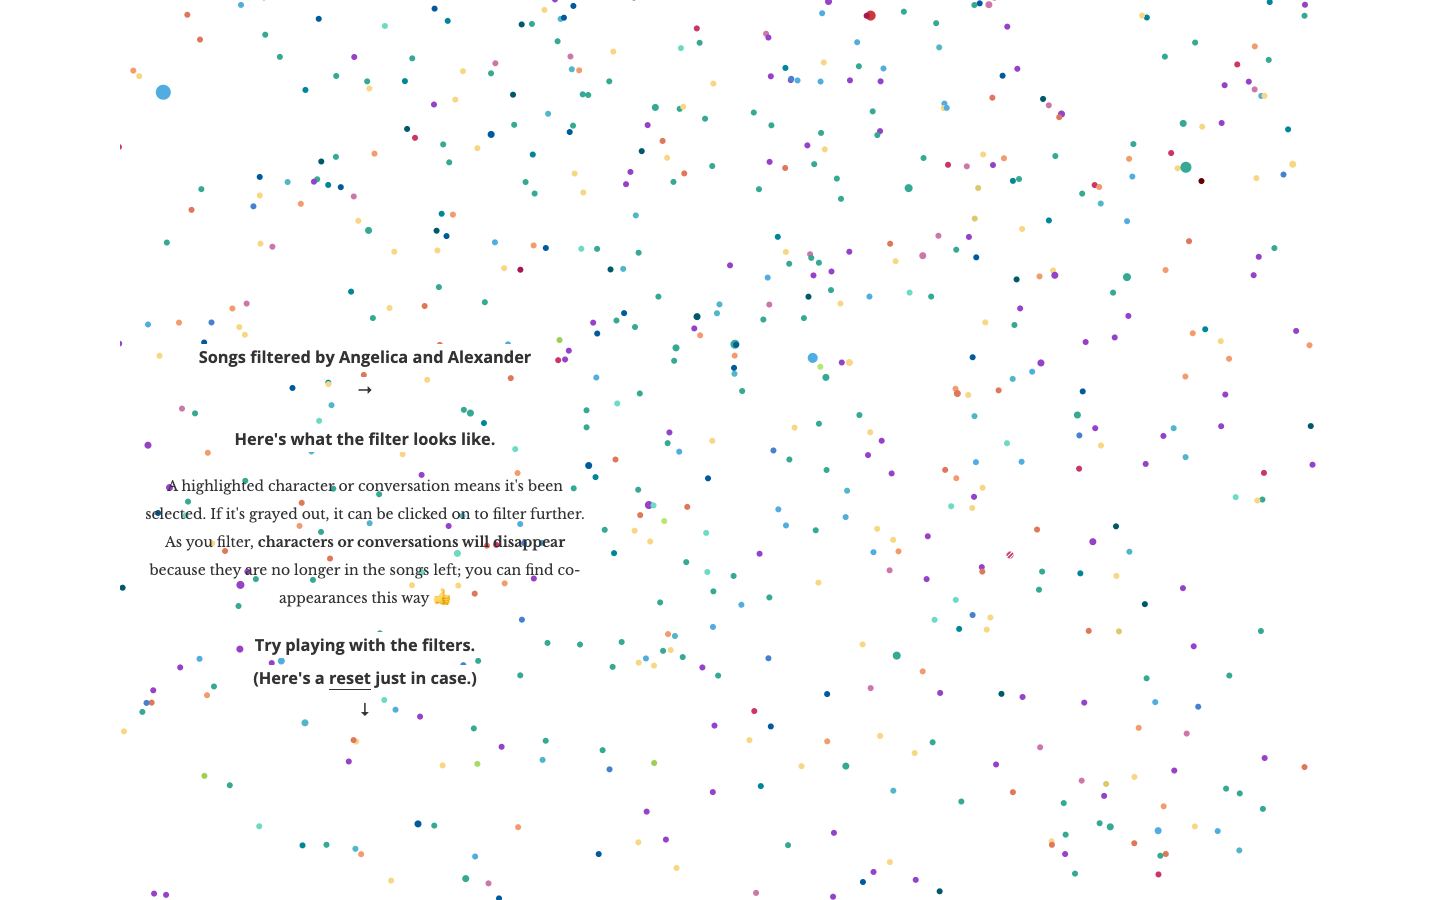 Songs filtered by Angelica and Alexander
→
Here's what the filter looks like.
A highlighted character or conversation means it's been
selected. If it's grayed out, it can be clicked on to filter further.
As you filter, characters or conversations will disappear
because they are no longer in the songs left; you can find co-
appearances this way 👍
Try playing with the filters.
(Here's a reset just in case.)
↓